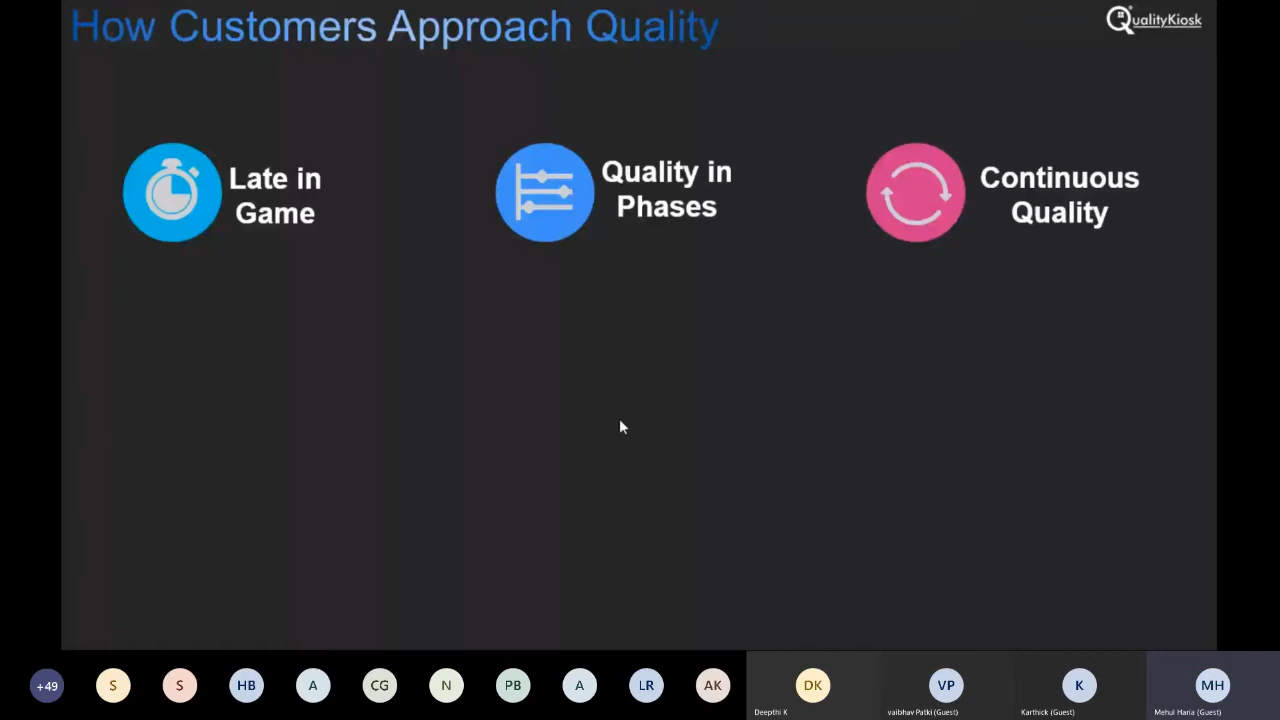 How Customers Approach Quality
QualityKiosk
Late in
Game
Quality in
Phases
Continuous
Quality
+49
S
S
HB
A
CG
N
PB
A
LR
AK
DK
VP
K
MH
Deepthi K
vaibhav Patki (Guest)
Karthick (Guest)
Mehul Haria (Guest)